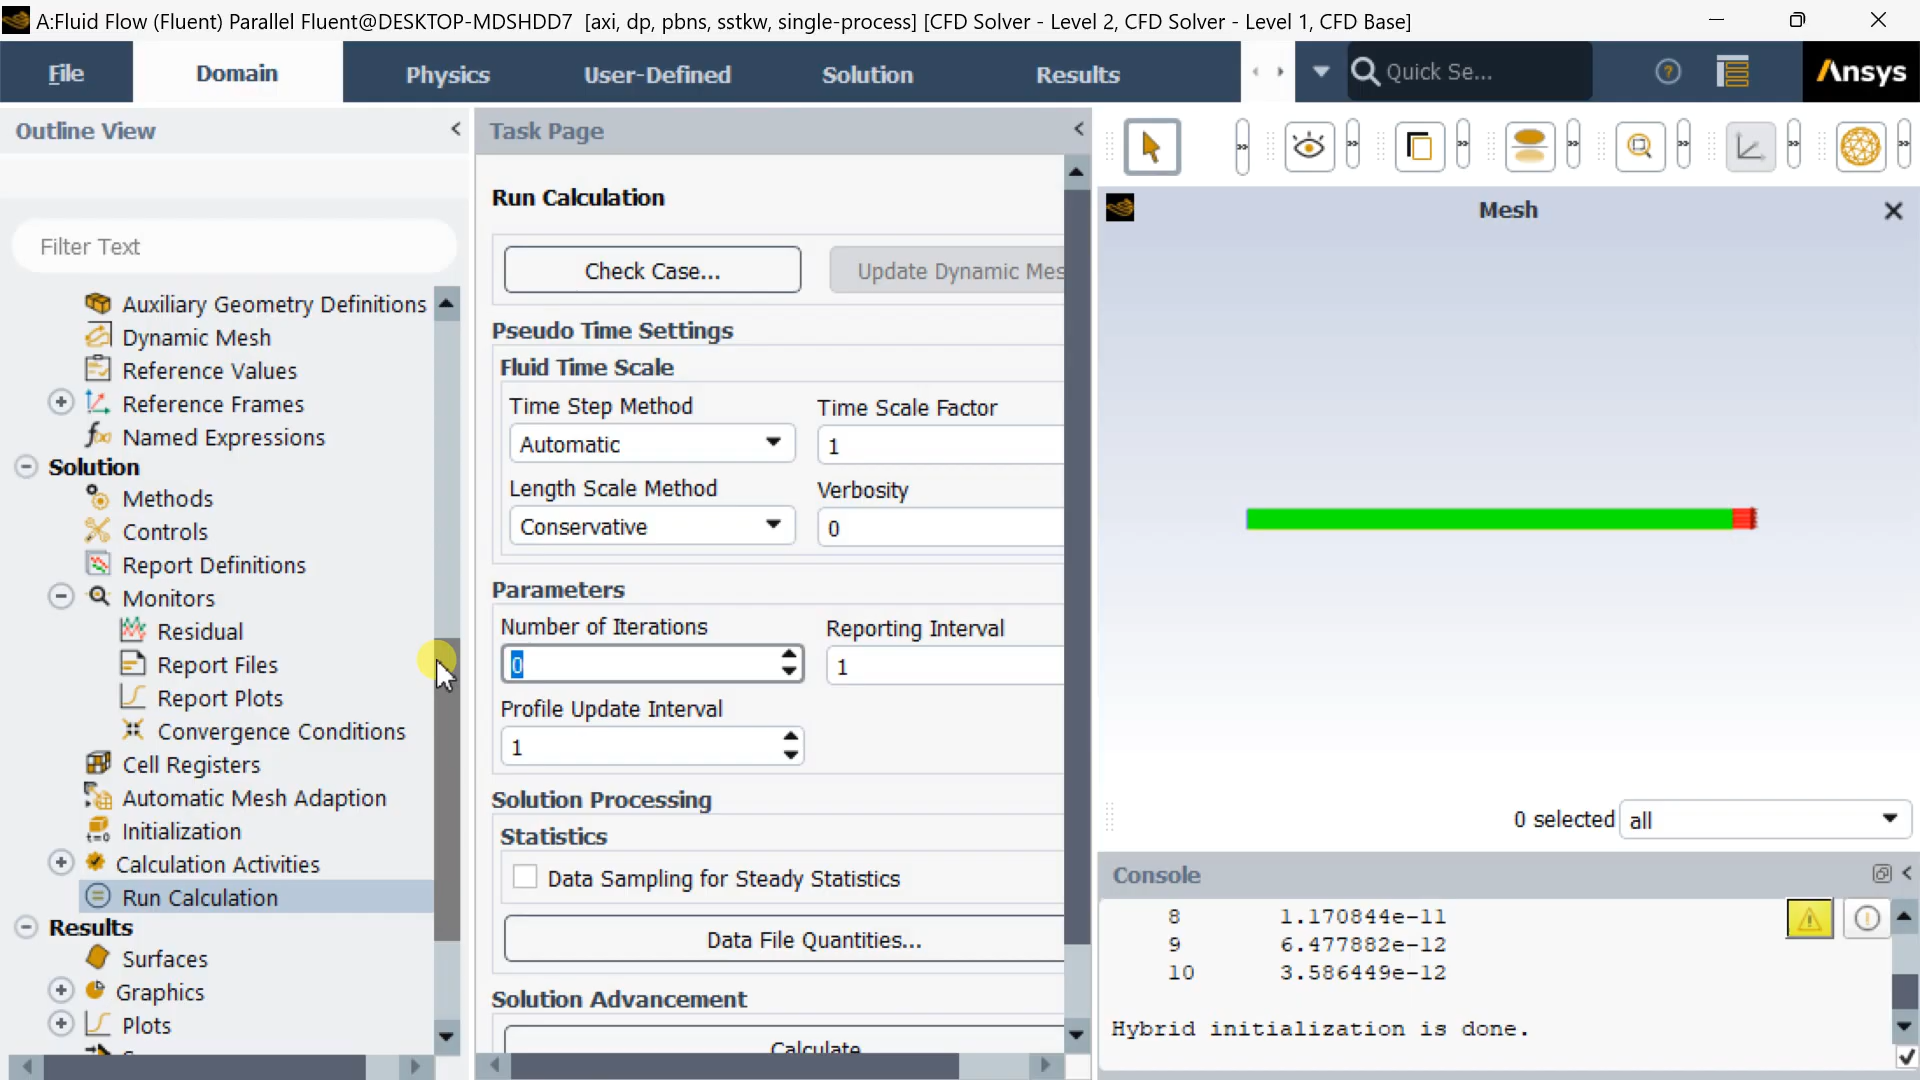 A:Fluid Flow (Fluent) Parallel Fluent@DESKTOP-MDSHDD7 [axi, dp, pbns, sstkw, single-process] [CFD Solver - Level 2, CFD Solver - Level 1, CFD Base]
File
Domain
Physics
User-Defined
Solution
Results
Quick Se...
Ansys
Outline View
Filter Text
Auxiliary Geometry Definitions
Dynamic Mesh
Reference Values
Reference Frames
Named Expressions
Solution
Methods
Controls
Report Definitions
Monitors
Residual
Report Files
Report Plots
Convergence Conditions
Cell Registers
Automatic Mesh Adaption
Initialization
Calculation Activities
Run Calculation
Results
Surfaces
Graphics
Plots
Task Page
Run Calculation
Check Case...
Update Dynamic Mes
Pseudo Time Settings
Fluid Time Scale
Time Step Method
Time Scale Factor
Automatic
1
Length Scale Method
Verbosity
Conservative
0
Parameters
Number of Iterations
Reporting Interval
0
1
Profile Update Interval
1
Solution Processing
Statistics
Data Sampling for Steady Statistics
Data File Quantities...
Solution Advancement
Calculate
Mesh
0 selected all
Console
8 1.170844e-11
9 6.477882e-12
10 3.586449e-12
Hybrid initialization is done.